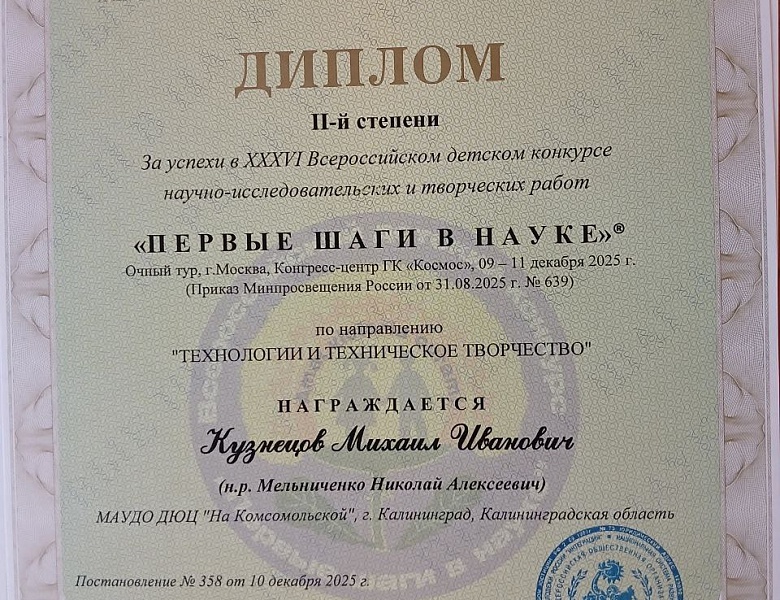 ДИПЛОМ
II-й степени
За успехи в XXXVI Всероссийском детском конкурсе
научно-исследовательских и творческих работ
«ПЕРВЫЕ ШАГИ В НАУКЕ»®
Очный тур, г.Москва, Конгресс-центр ГК «Космос», 09 – 11 декабря 2025 г.
(Приказ Минпросвещения России от 31.08.2025 г. № 639)
по направлению
"ТЕХНОЛОГИИ И ТЕХНИЧЕСКОЕ ТВОРЧЕСТВО"
НАГРАЖДАЕТСЯ
Кузнецов Михаил Иванович
(н.р. Мельниченко Николай Алексеевич)
МАУДО ДЮЦ "На Комсомольской", г. Калининград, Калининградская область
Постановление № 358 от 10 декабря 2025 г.